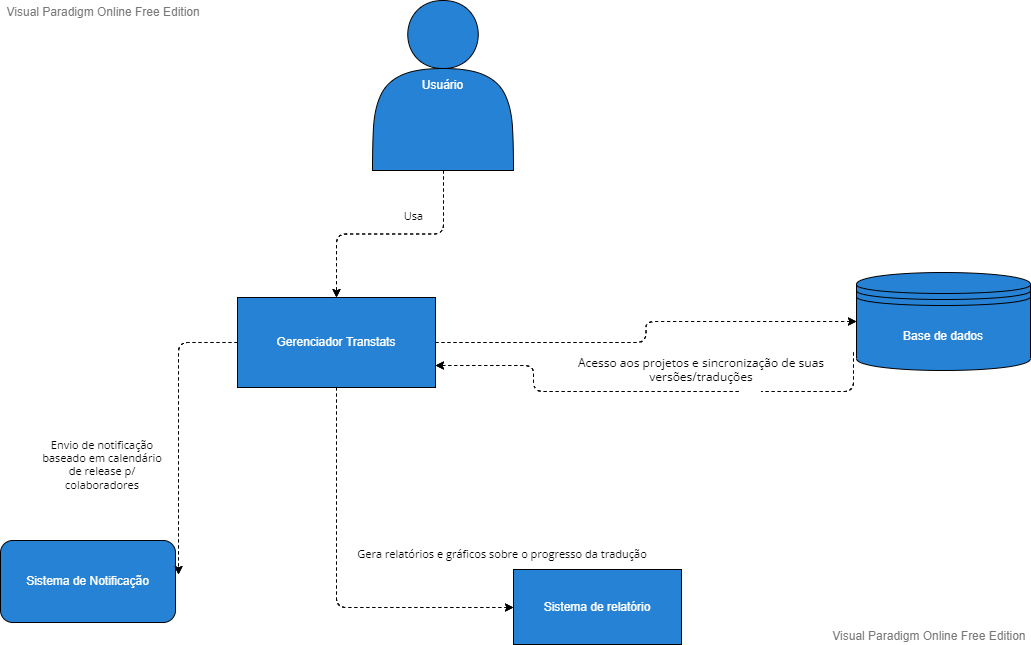 Visual Paradigm Online Free Edition
Usuário
Usa
Gerenciador Transtats
Base de dados
Acesso aos projetos e sincronização de suas
versões/traduções
Envio de notificação
baseado em calendário
de release p/
colaboradores
Gera relatórios e gráficos sobre o progresso da tradução
Sistema de Notificação
Sistema de relatório
Visual Paradigm Online Free Edition